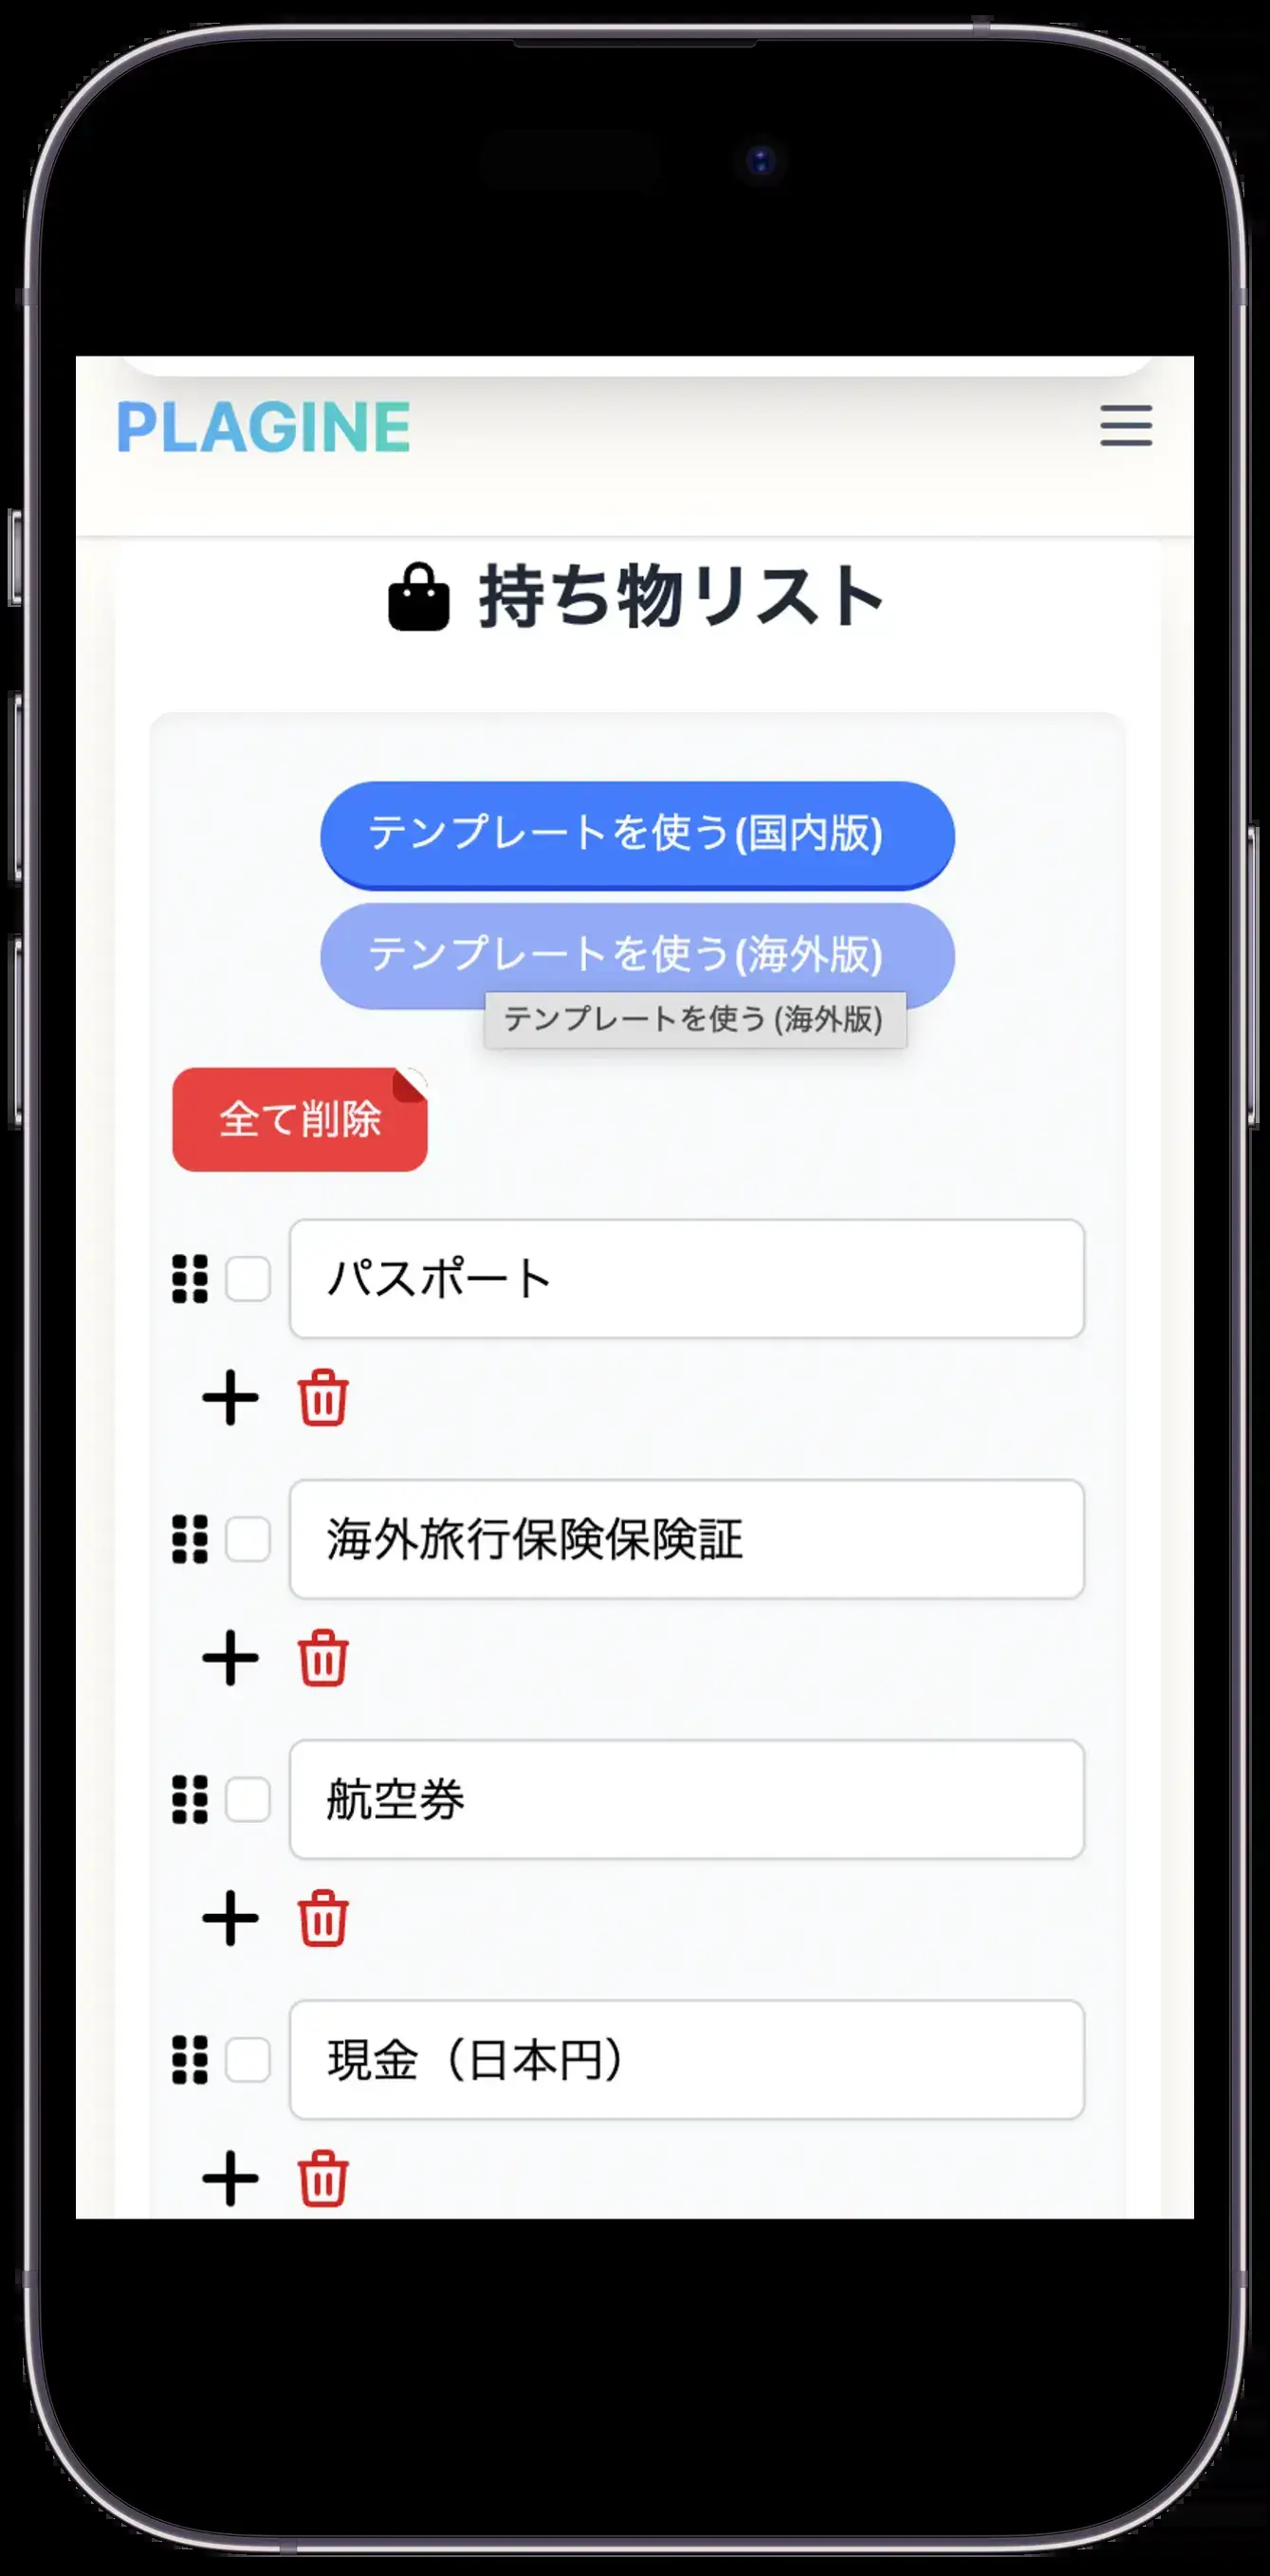 PLAGINE
持ち物リスト
テンプレートを使う(国内版)
テンプレートを使う(海外版)
テンプレートを使う (海外版)
全て削除
パスポート
海外旅行保険保険証
航空券
現金（日本円）